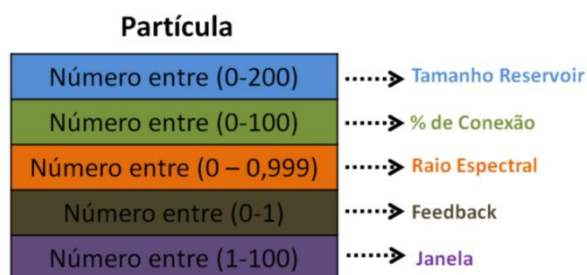 Partícula
Número entre (0-200) Tamanho Reservoir
Número entre (0-100) % de Conexão
Número entre (0 – 0,999) Raio Espectral
Número entre (0-1) Feedback
Número entre (1-100) Janela